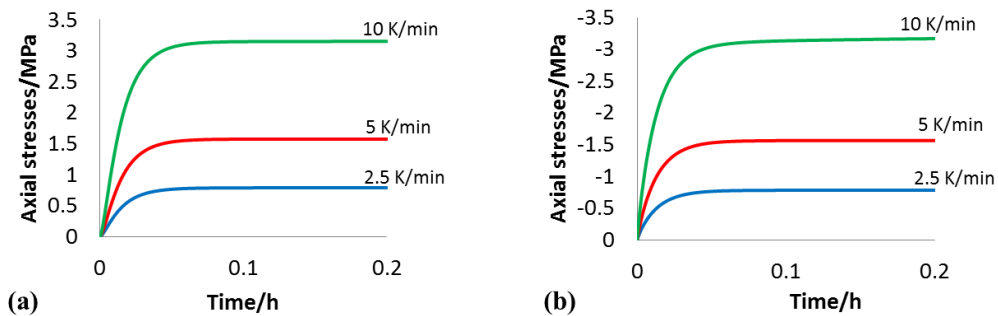 Axial stresses/MPa
3.5
3
2.5
2
1.5
1
0.5
0
10 K/min
5 K/min
2.5 K/min
0
0.1
0.2
Time/h
(a)
Axial stresses/MPa
-3.5
-3
-2.5
-2
-1.5
-1
-0.5
0
10 K/min
5 K/min
2.5 K/min
0
0.1
0.2
Time/h
(b)